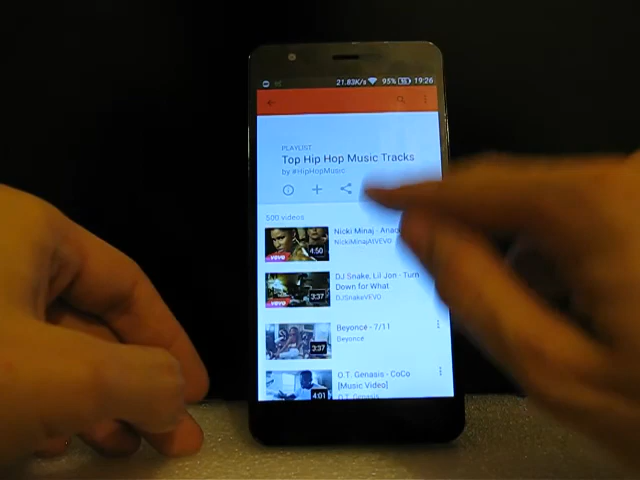 21.83K/s 95% 19:26
PLAYLIST
Top Hip Hop Music Tracks
by #HipHopMusic
500 videos
Nicki Minaj - Anac
NickiMinajAtVEVO
4:50
vevo
DJ Snake, Lil Jon - Turn
Down for What
DJSnakeVEVO
3:37
vevo
Beyoncé - 7/11
Beyonce
3:37
O.T. Genasis - CoCo
[Music Video]
O.T. Genasis
4:01